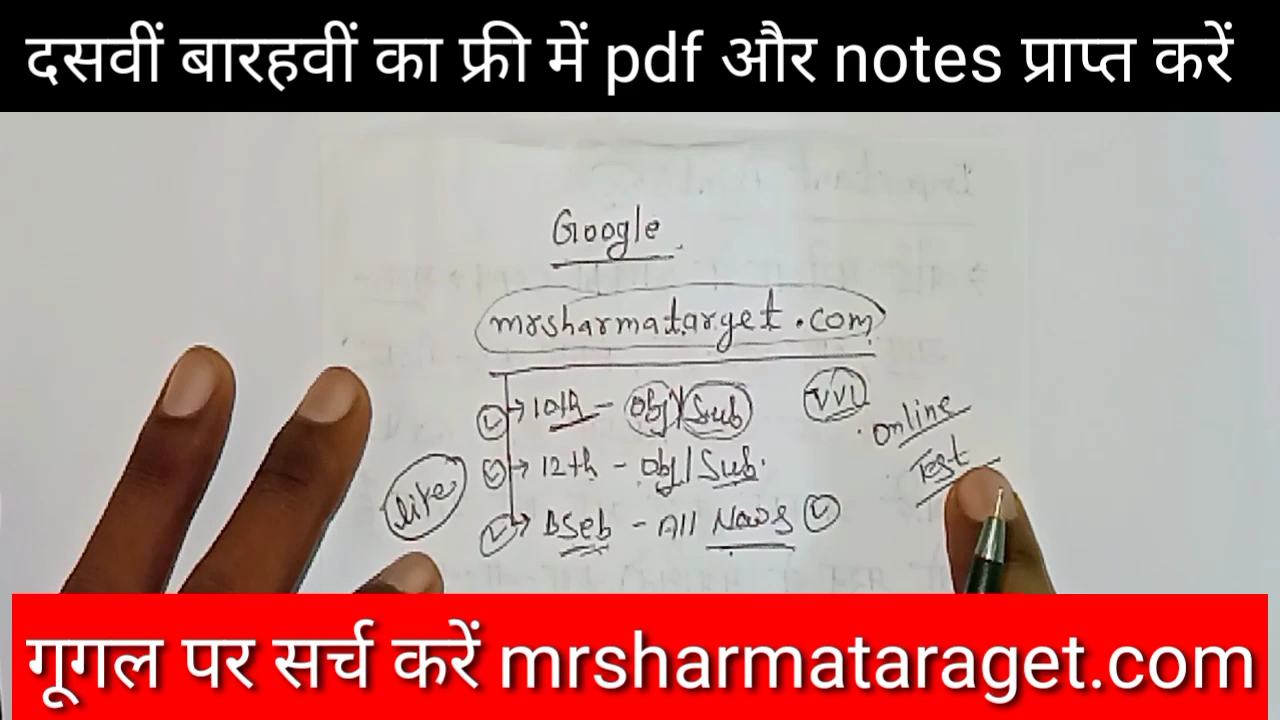 दसवीं बारहवीं का फ्री में pdf और notes प्राप्त करें
Google
mrsharmatarget.com
→ 10th - Obj/Sub VVI
Online
Test
→ 12th - Obj/Sub.
like
→ BSeb - All News
गूगल पर सर्च करें mrsharmataraget.com